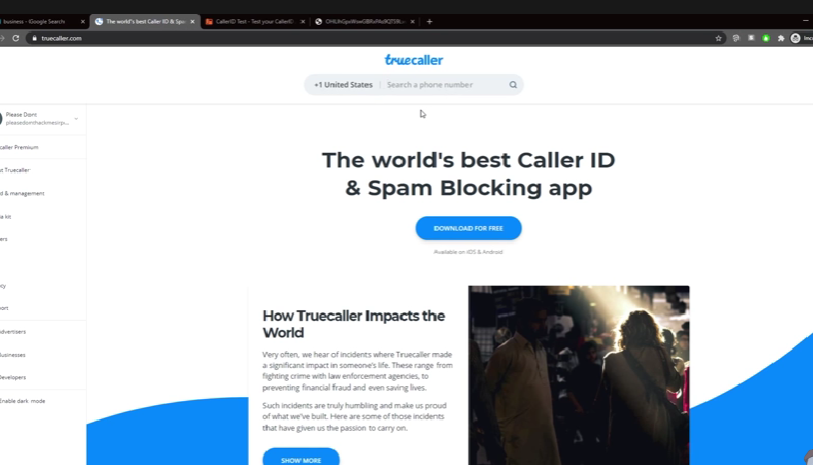 business - iGoogle Search
The world's best Caller ID & Spam
CallerID Test - Test your CallerID
truecaller.com
truecaller
+1 United States Search a phone number
Please Dont
caller Premium
t Truecaller
d & management
a kit
ers
cy
ort
dvertisers
usinesses
Developers
Enable dark mode
The world's best Caller ID
& Spam Blocking app
DOWNLOAD FOR FREE
Available on iOS & Android
How Truecaller Impacts the
World
Very often, we hear of incidents where Truecaller made
a significant impact in someone's life. These range from
fighting crime with law enforcement agencies, to
preventing financial fraud and even saving lives.
Such incidents are truly humbling and make us proud
of what we've built. Here are some of those incidents
that have given us the passion to carry on.
SHOW MORE